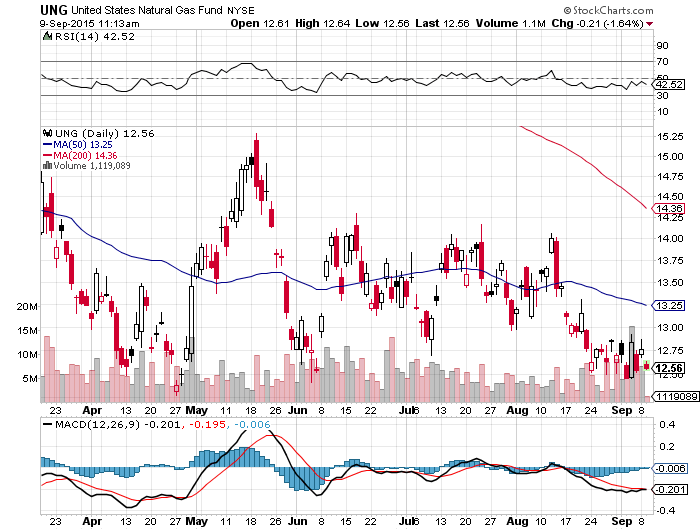 UNG United States Natural Gas Fund NYSE © StockCharts.com
9-Sep-2015 11:13am Open 12.61 High 12.64 Low 12.56 Last 12.56 Volume 1.1M Chg -0.21 (-1.64%)
RSI(14) 42.52
90
70
50
42.52
30
10
UNG (Daily) 12.56
MA(50) 13.25
MA(200) 14.36
Volume 1,119,089
15.25
15.00
14.75
14.50
14.36
14.25
14.00
13.75
13.50
13.25
13.00
12.75
12.56
12.50
20M
15M
10M
5M
1119089
23 Apr 13 20 27 May 11 18 26 Jun 8 15 22 Jul 6 13 20 27 Aug 10 17 24 Sep 8
MACD(12,26,9) -0.201, -0.195, -0.006
0.4
0.2
-0.006
-0.201
-0.4
23 Apr 13 20 27 May 11 18 26 Jun 8 15 22 Jul 6 13 20 27 Aug 10 17 24 Sep 8